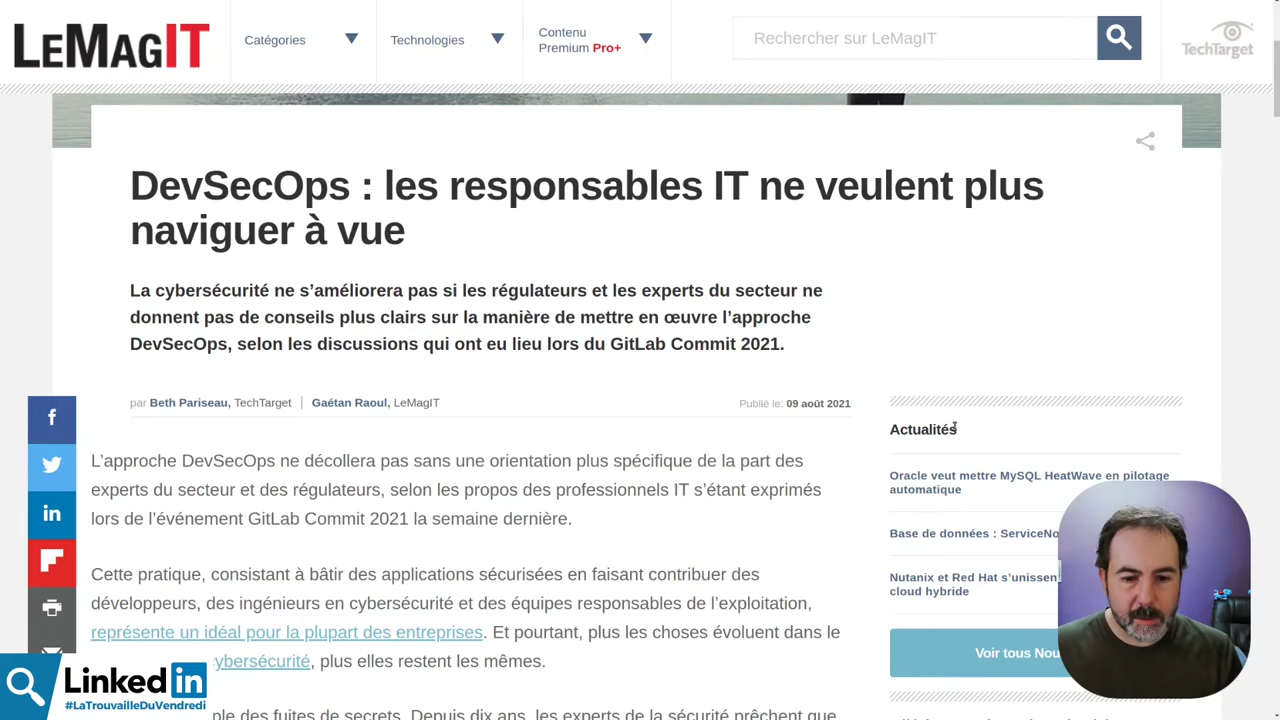 LEMAGIT
Catégories
Technologies
Contenu
Premium Pro+
Rechercher sur LeMagIT
TechTarget
DevSecOps : les responsables IT ne veulent plus
naviguer à vue
La cybersécurité ne s’améliorera pas si les régulateurs et les experts du secteur ne
donnent pas de conseils plus clairs sur la manière de mettre en œuvre l’approche
DevSecOps, selon les discussions qui ont eu lieu lors du GitLab Commit 2021.
par Beth Pariseau, TechTarget | Gaétan Raoul, LeMagIT
Publié le: 09 août 2021
L’approche DevSecOps ne décollera pas sans une orientation plus spécifique de la part des
experts du secteur et des régulateurs, selon les propos des professionnels IT s’étant exprimés
lors de l’événement GitLab Commit 2021 la semaine dernière.
Cette pratique, consistant à bâtir des applications sécurisées en faisant contribuer des
développeurs, des ingénieurs en cybersécurité et des équipes responsables de l’exploitation,
représente un idéal pour la plupart des entreprises. Et pourtant, plus les choses évoluent dans le
cybersécurité, plus elles restent les mêmes.
des fuites de secrets. Depuis dix ans, les experts de la sécurité prêchent que
Actualités
Oracle veut mettre MySQL HeatWave en pilotage
automatique
Base de données :
Nutanix et Red Hat s’unissen
cloud hybride
Voir tous
Linked in
#LaTrouvailleDuVendredi